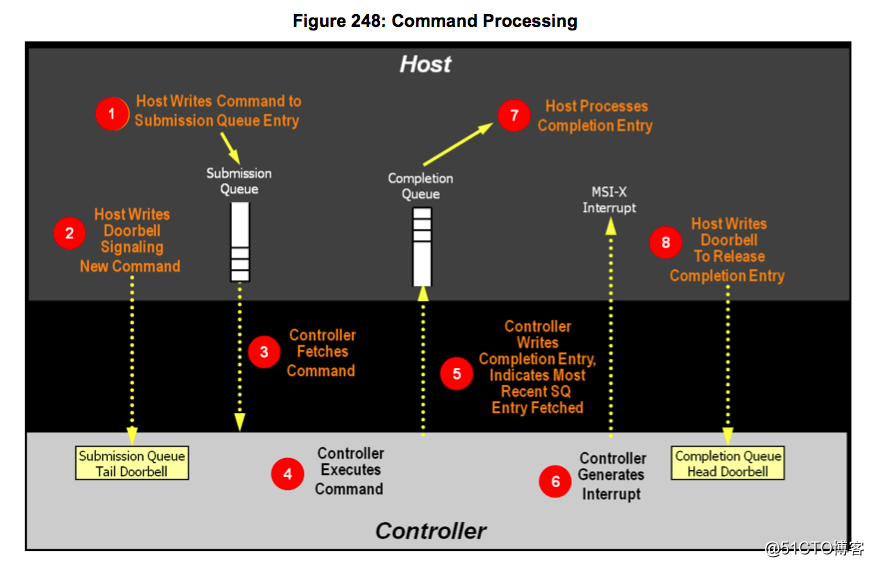 Figure 248: Command Processing
Host
1
Host Writes Command to
Submission Queue Entry
7
Host Processes
Completion Entry
Submission
Queue
Completion
Queue
MSI-X
Interrupt
2
Host Writes
Doorbell
Signaling
New Command
8
Host Writes
Doorbell
To Release
Completion Entry
3
Controller
Fetches
Command
5
Controller
Writes
Completion Entry,
Indicates Most
Recent SQ
Entry Fetched
Submission Queue
Tail Doorbell
4
Controller
Executes
Command
6
Controller
Generates
Interrupt
Completion Queue
Head Doorbell
Controller
@51CTO博客